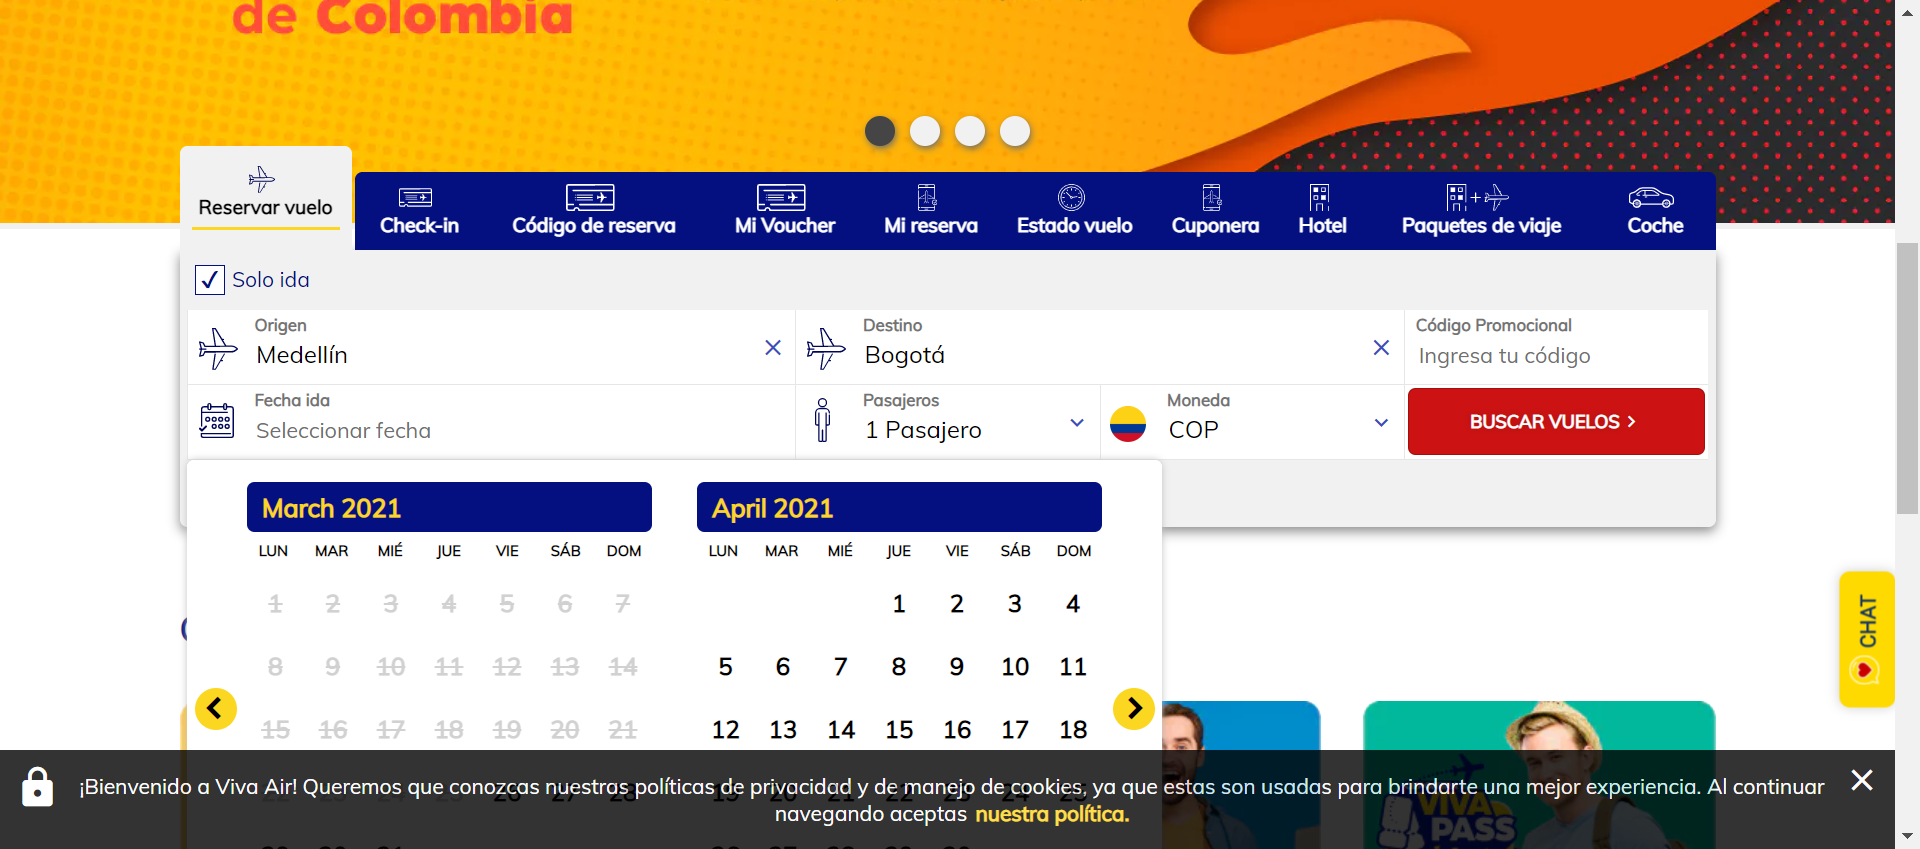 de Colombia
Reservar vuelo
Check-in
Código de reserva
Mi Voucher
Mi reserva
Estado vuelo
Cuponera
Hotel
Paquetes de viaje
Coche
Solo ida
Origen
Medellín
Destino
Bogotá
Código Promocional
Ingresa tu código
Fecha ida
Seleccionar fecha
Pasajeros
1 Pasajero
Moneda
COP
BUSCAR VUELOS
March 2021
LUN MAR MIÉ JUE VIE SÁB DOM
1 2 3 4 5 6 7
8 9 10 11 12 13 14
15 16 17 18 19 20 21
April 2021
LUN MAR MIÉ JUE VIE SÁB DOM
1 2 3 4
5 6 7 8 9 10 11
12 13 14 15 16 17 18
CHAT
¡Bienvenido a Viva Air! Queremos que conozcas nuestras políticas de privacidad y de manejo de cookies, ya que estas son usadas para brindarte una mejor experiencia. Al continuar
navegando aceptas nuestra política.
VIVA
PASS